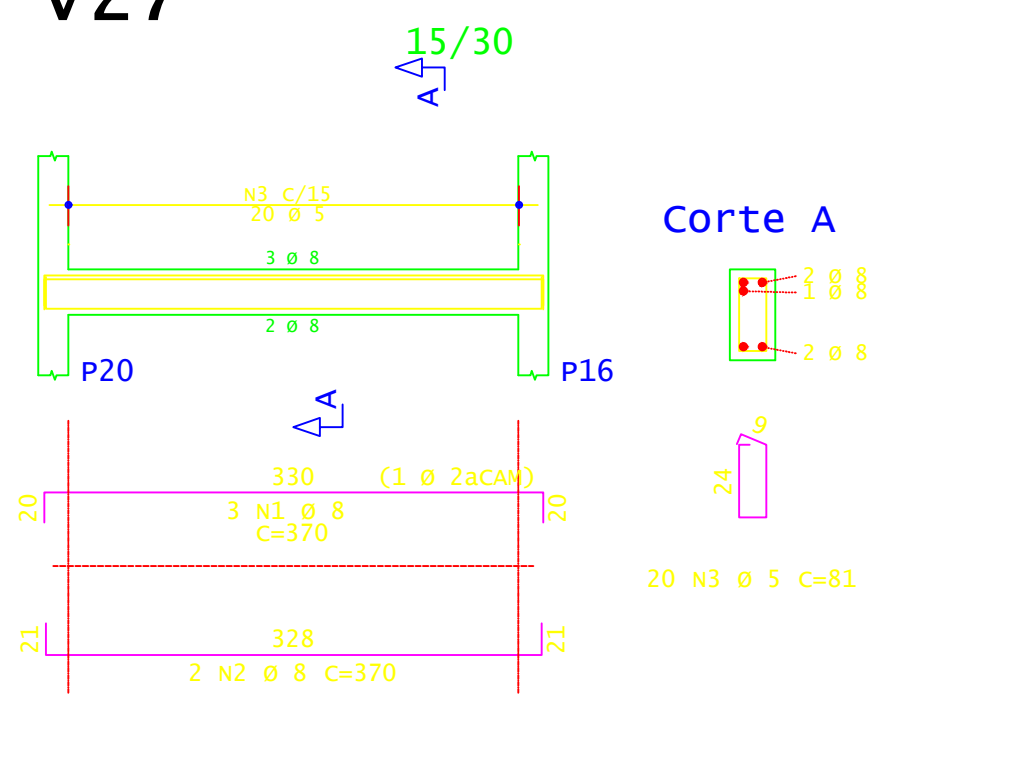 V27
15/30
A
N3 C/15
20 Ø 5
3 Ø 8
2 Ø 8
P20
P16
A
Corte A
2 Ø 8
1 Ø 8
2 Ø 8
330
(1 Ø 2aCAM)
20
20
3 N1 Ø 8
C=370
9
24
20 N3 Ø 5 C=81
21
328
21
2 N2 Ø 8 C=370